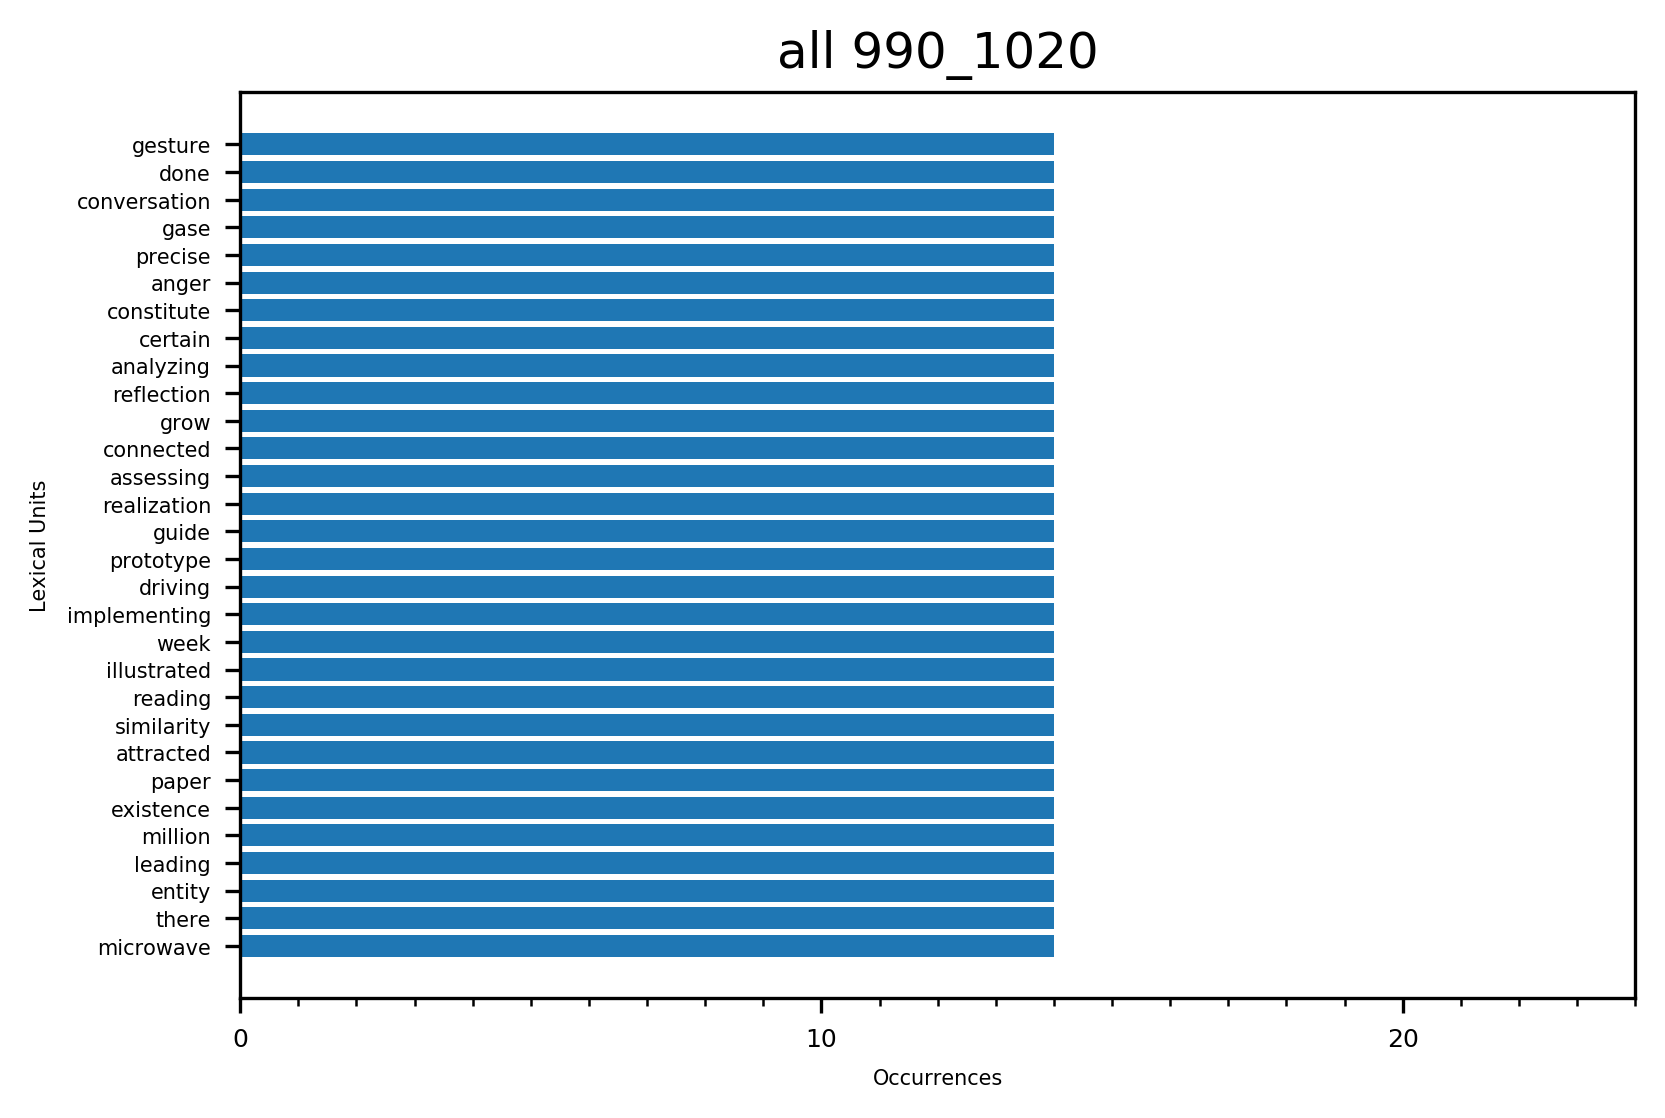 all 990_1020
gesture
done
conversation
gase
precise
anger
constitute
certain
analyzing
reflection
grow
connected
assessing
realization
guide
prototype
driving
implementing
week
illustrated
reading
similarity
attracted
paper
existence
million
leading
entity
there
microwave
Lexical Units
0 10 20
Occurrences